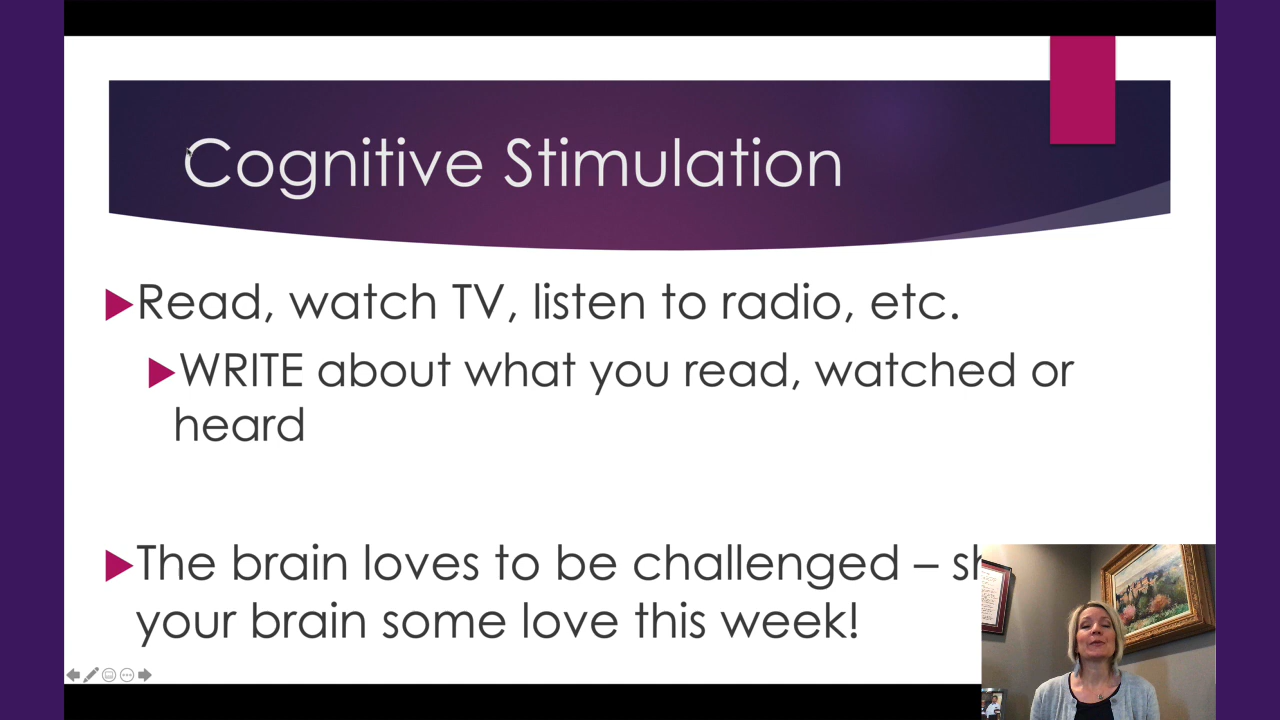 Cognitive Stimulation
Read, watch TV, listen to radio, etc.
WRITE about what you read, watched or
heard
The brain loves to be challenged –
your brain some love this week!